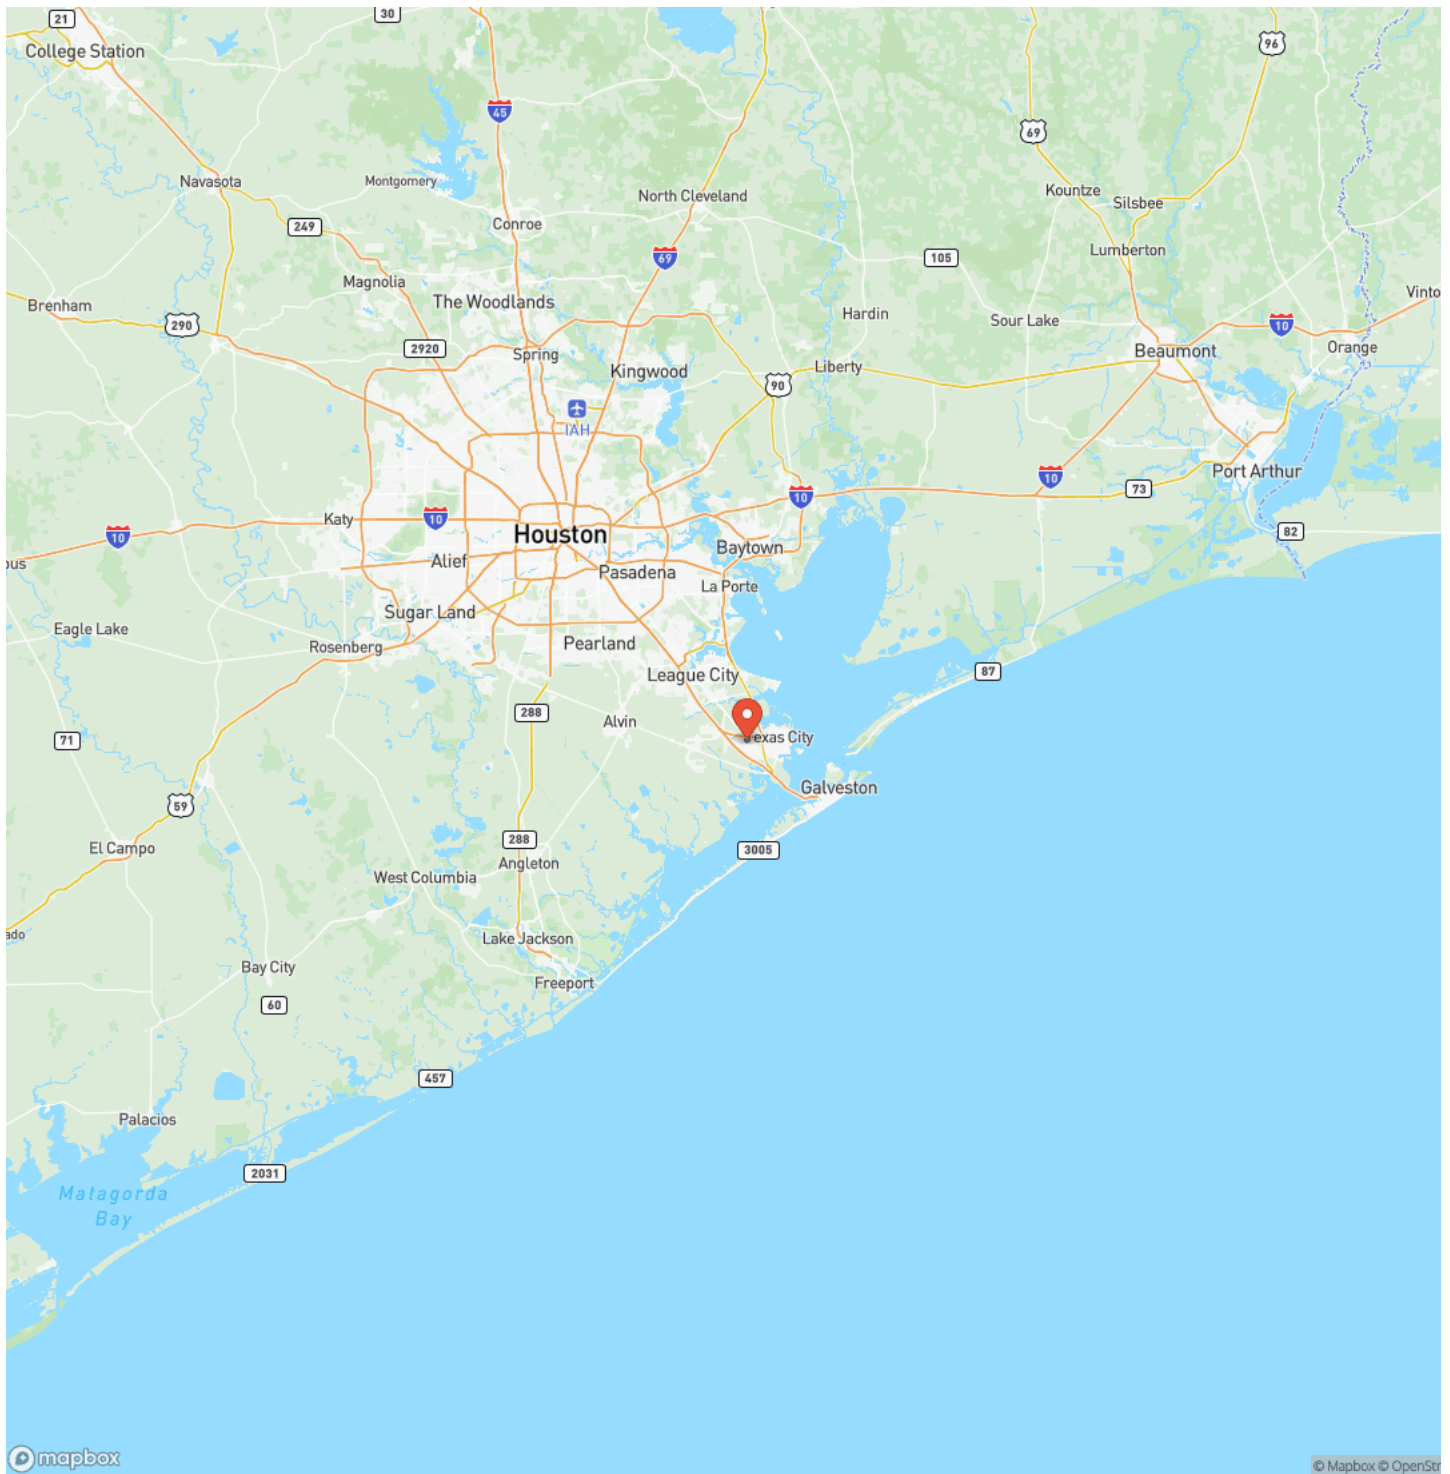 21
30
College Station
96
45
69
Navasota
Montgomery
North Cleveland
Kountze
Silsbee
249
Conroe
Lumberton
69
105
Magnolia
Brenham
The Woodlands
Vinto
Hardin
Sour Lake
290
10
2920
Spring
Beaumont
Orange
Kingwood
Liberty
90
IAH
Port Arthur
10
73
10
Katy
10
10
Houston
82
Baytown
Alief
ous
Pasadena
La Porte
Sugar Land
Eagle Lake
Pearland
Rosenberg
87
League City
288
Alvin
71
Texas City
Galveston
59
288
El Campo
3005
Angleton
West Columbia
ado
Lake Jackson
Bay City
Freeport
60
457
Palacios
2031
Matagorda
Bay
mapbox
© Mapbox © OpenStr